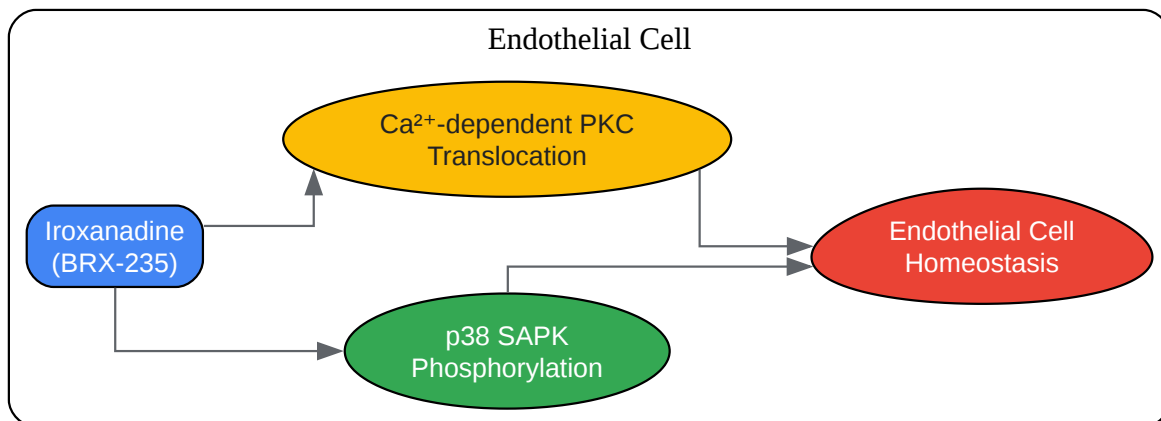 Endothelial Cell
Ca²⁺-dependent PKC
Translocation
Iroxanadine
(BRX-235)
Endothelial Cell
Homeostasis
p38 SAPK
Phosphorylation